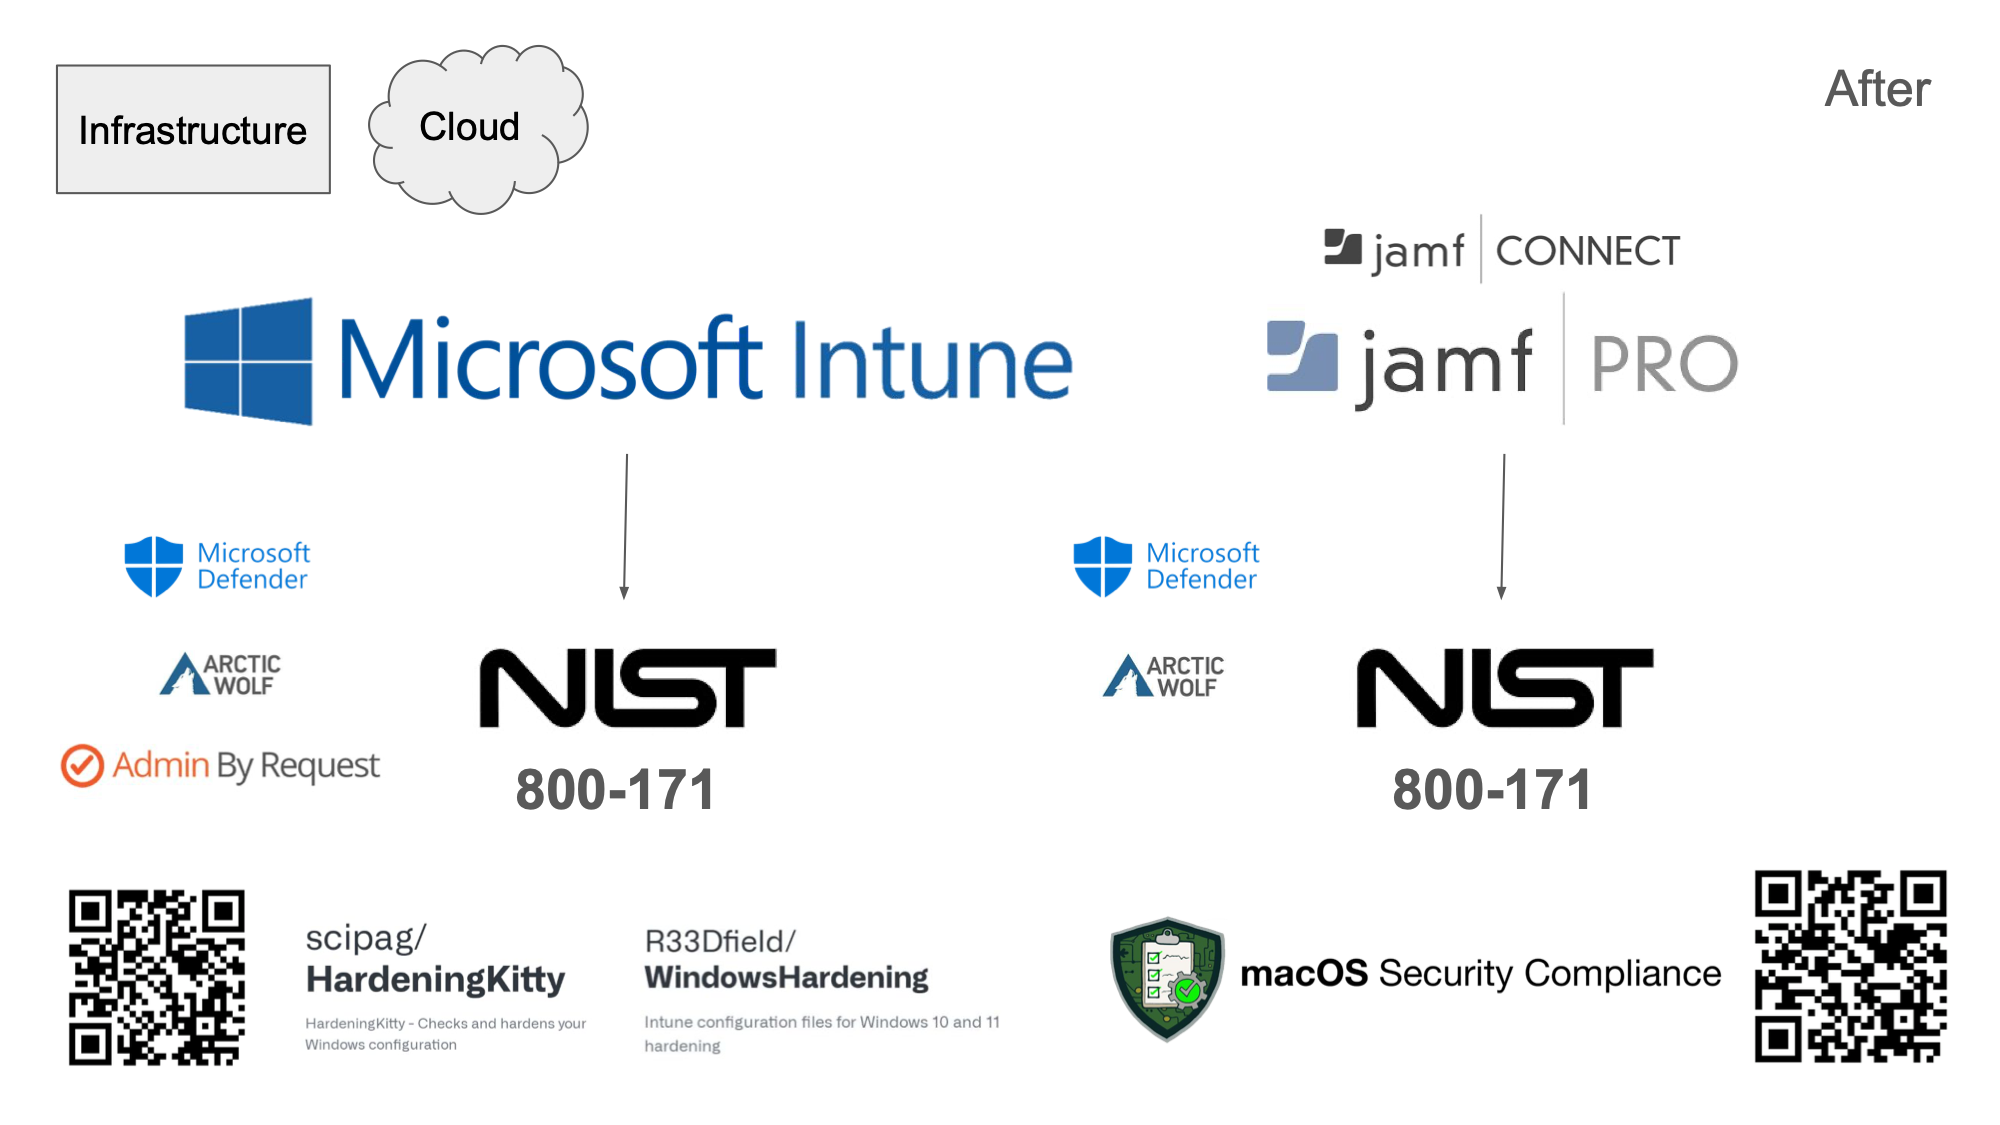 Infrastructure
Cloud
After
jamf CONNECT
Microsoft Intune
jamf PRO
Microsoft
Defender
ARCTIC
WOLF
Admin By Request
NIST
800-171
Microsoft
Defender
ARCTIC
WOLF
NIST
800-171
scipag/
HardeningKitty
HardeningKitty - Checks and hardens your
Windows configuration
R33Dfield/
WindowsHardening
Intune configuration files for Windows 10 and 11
hardening
macOS Security Compliance